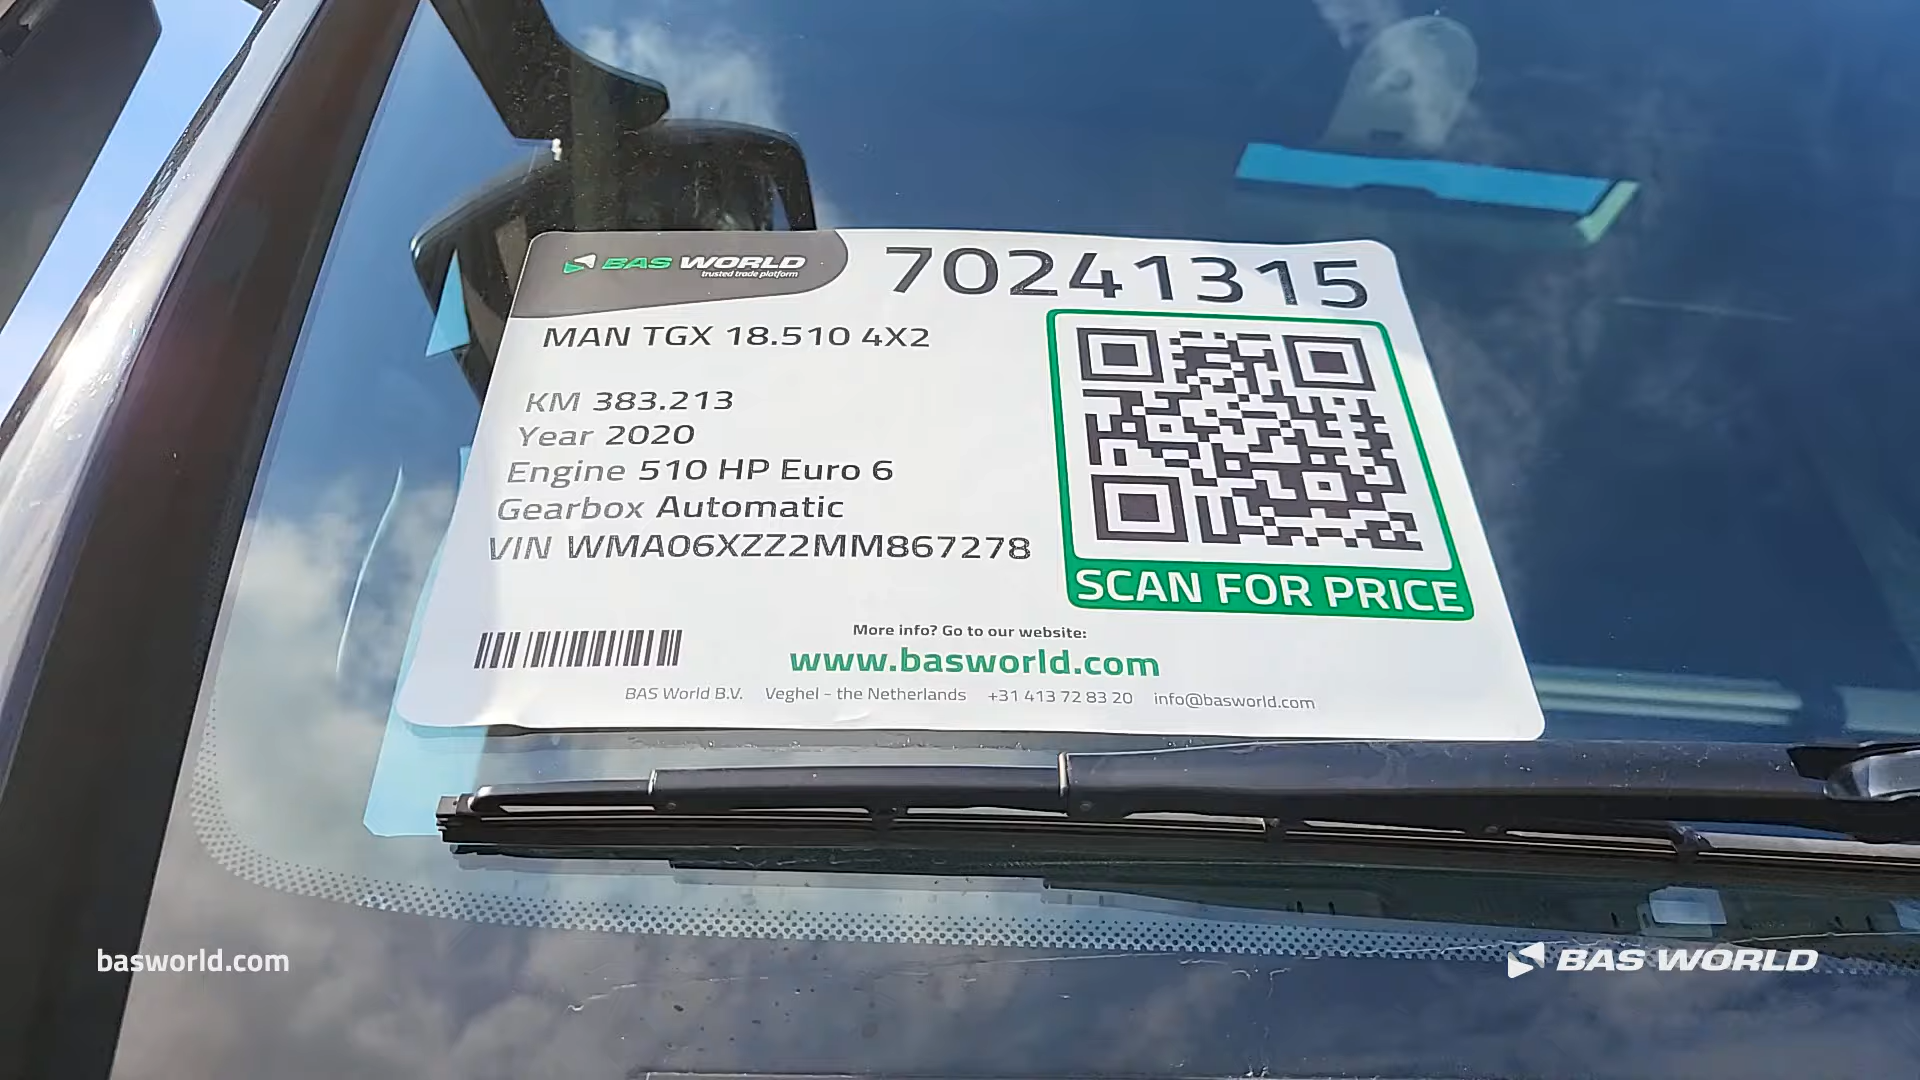 BAS WORLD
trusted trade platform
70241315
MAN TGX 18.510 4X2
KM 383.213
Year 2020
Engine 510 HP Euro 6
Gearbox Automatic
VIN WMA06XZZ2MM867278
SCAN FOR PRICE
More info? Go to our website:
www.basworld.com
BAS World B.V. Veghel - the Netherlands +31 413 72 83 20 info@basworld.com
basworld.com
BAS WORLD